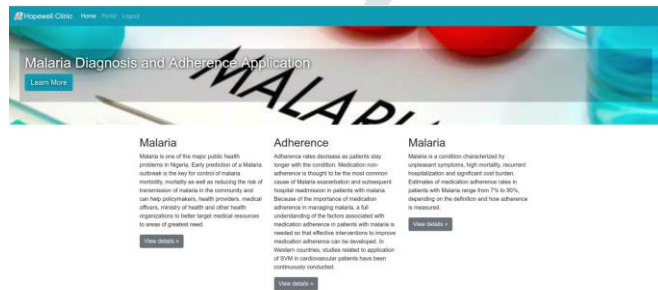 Hopewell Clinic Home Portal Logout
Malaria Diagnosis and Adherence Application
Learn More
MALARI
Malaria
Malaria is one of the major public health
problems in Nigeria. Early prediction of a Malaria
outbreak is the key for control of malaria
morbidity, mortality as well as reducing the risk of
transmission of malaria in the community and
can help policymakers, health providers, medical
officers, ministry of health and other health
organizations to better target medical resources
to areas of greatest need.
View details »
Adherence
Adherence rates decrease as patients stay
longer with the condition. Medication non-
adherence is thought to be the most common
cause of Malaria exacerbation and subsequent
hospital readmission in patients with malaria.
Because of the importance of medication
adherence in managing malaria, a full
understanding of the factors associated with
medication adherence in patients with malaria is
needed so that effective interventions to improve
medication adherence can be developed. In
Western countries, studies related to application
of SVM in cardiovascular patients have been
continuously conducted.
View details »
Malaria
Malaria is a condition characterized by
unpleasant symptoms, high mortality, recurrent
hospitalization and significant cost burden.
Estimates of medication adherence rates in
patients with Malaria range from 7% to 90%,
depending on the definition and how adherence
is measured.
View details »